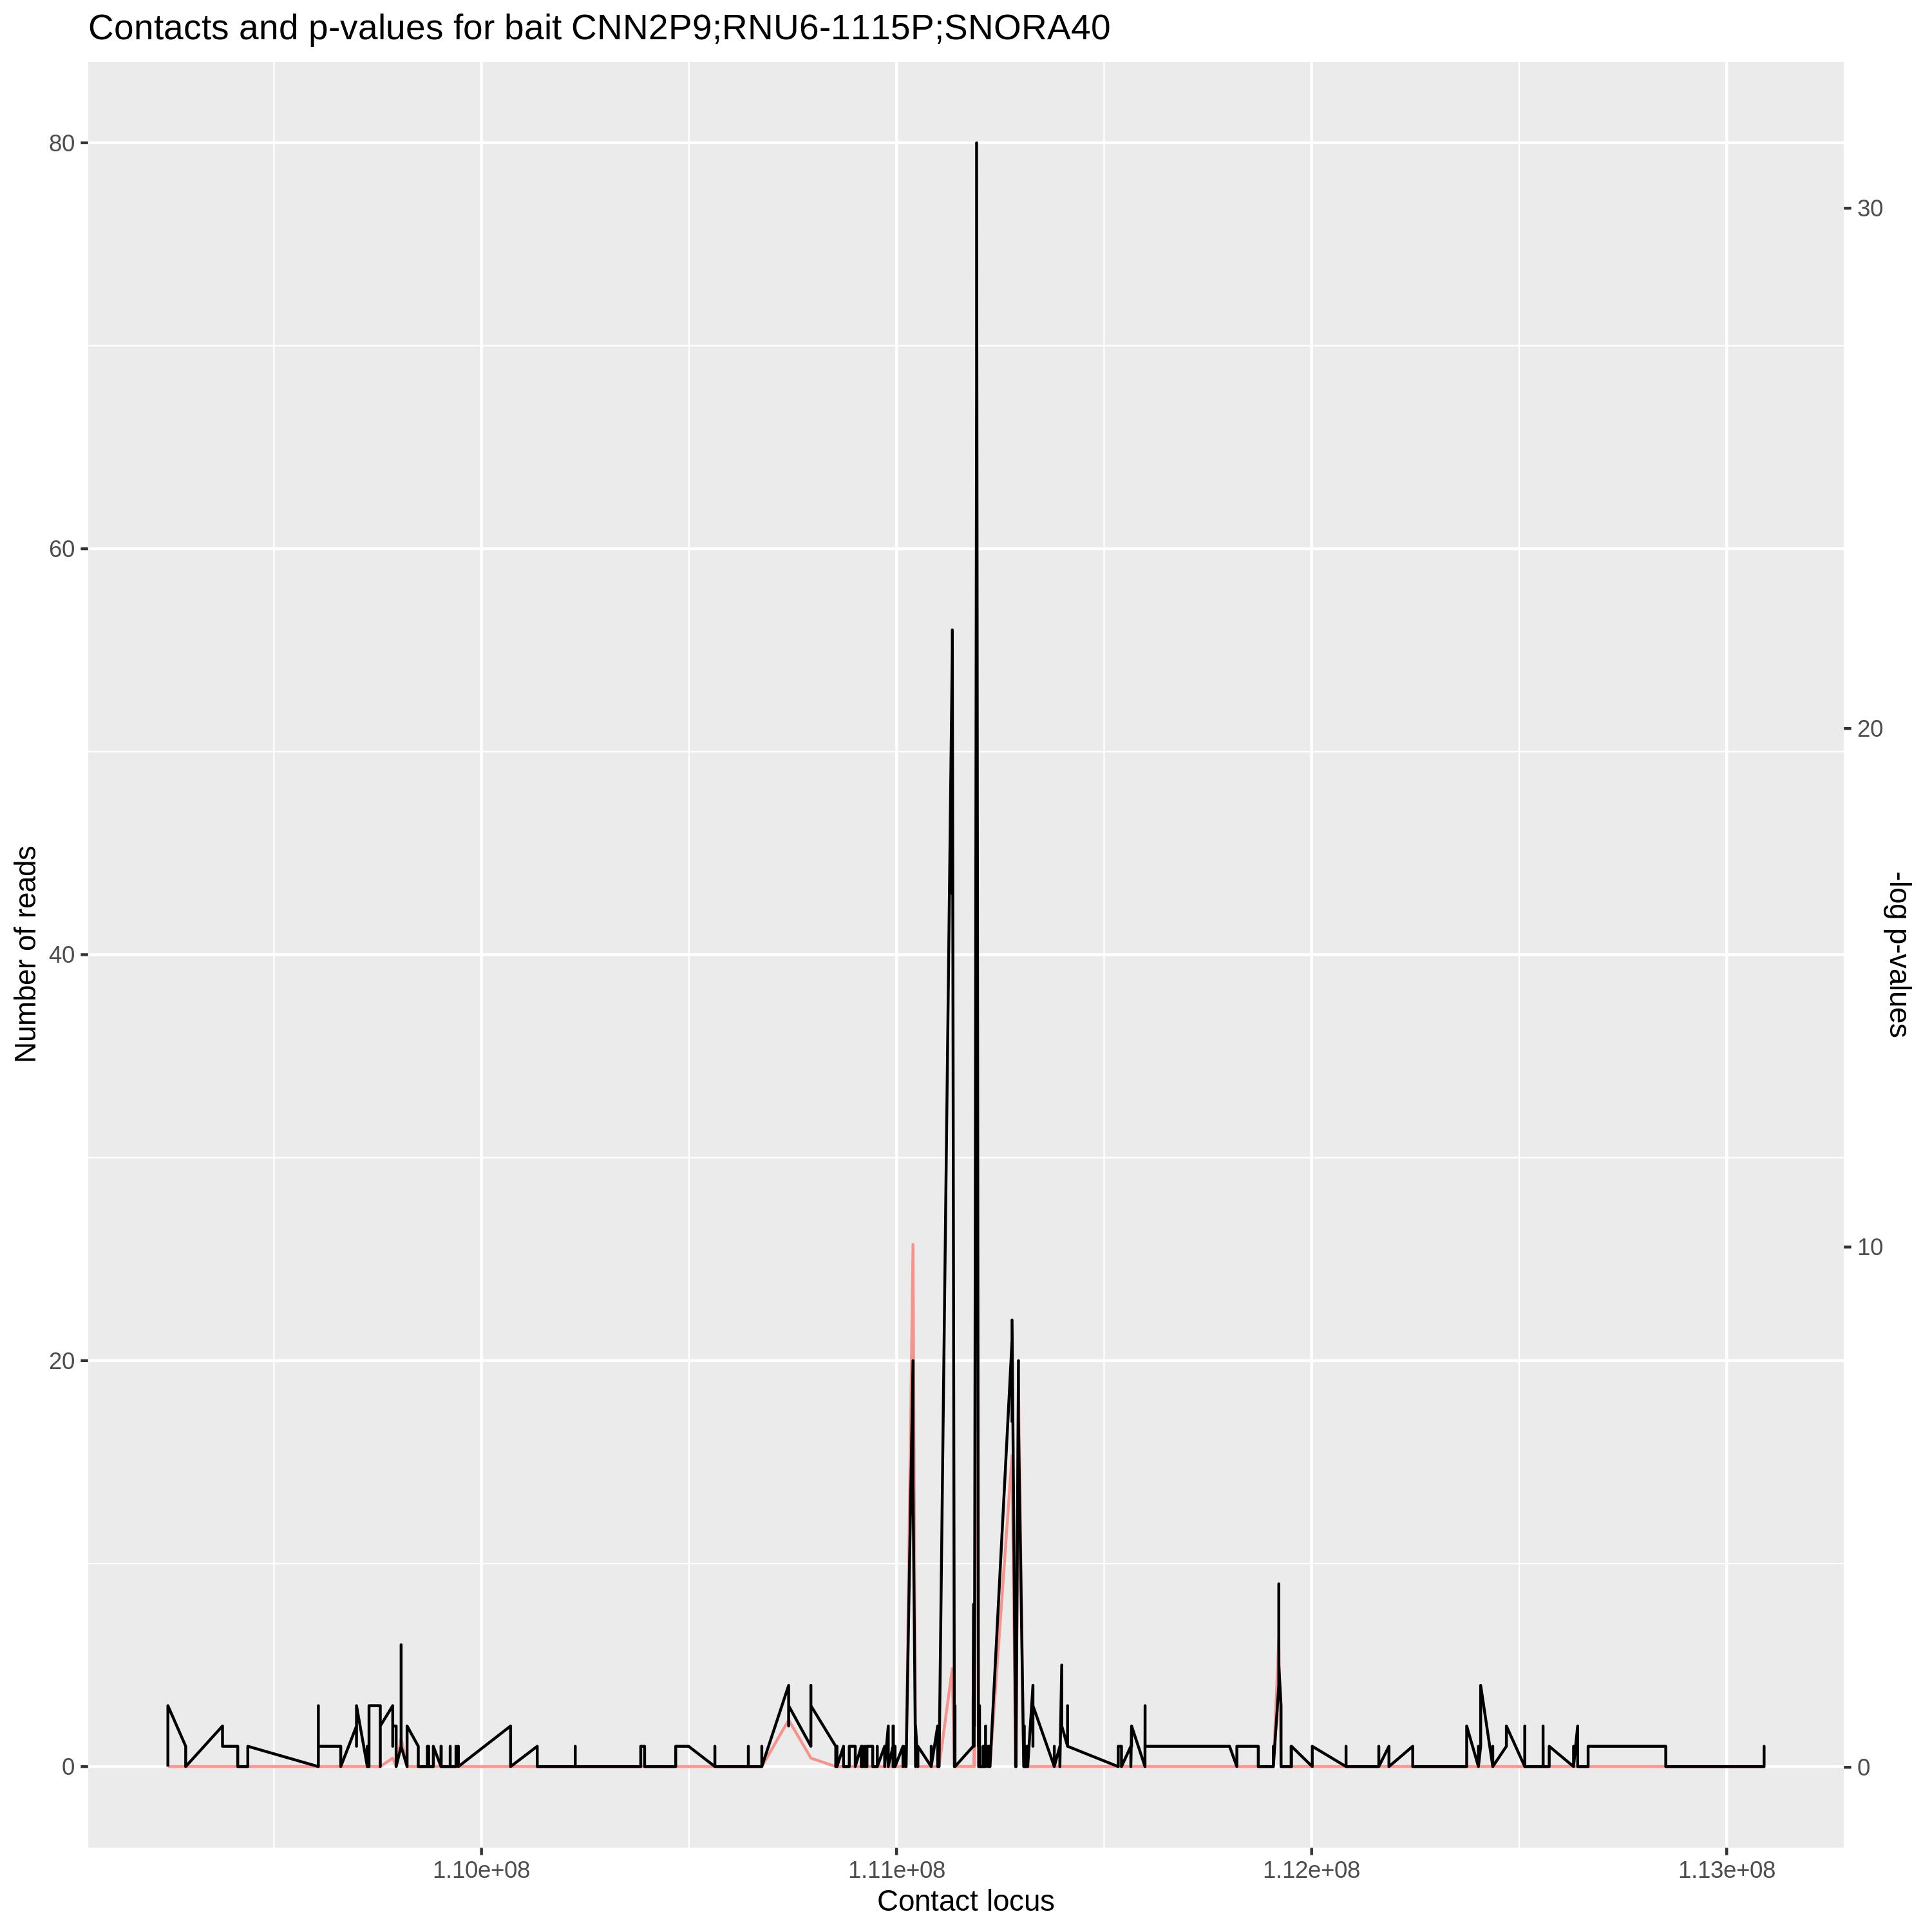 Contacts and p-values for bait CNN2P9;RNU6-1115P;SNORA40
80
60
40
20
0
Number of reads
30
20
10
0
-log p-values
1.10e+08
1.11e+08
1.12e+08
1.13e+08
Contact locus